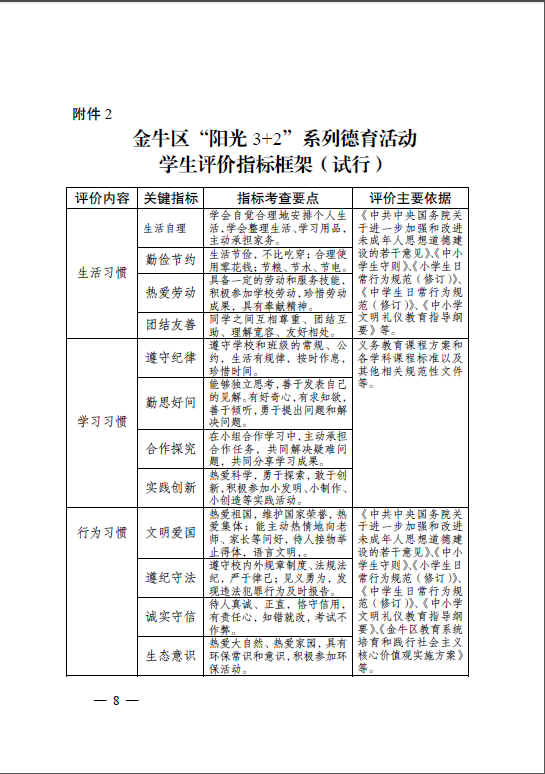 附件 2
金牛区“阳光 3+2”系列德育活动
学生评价指标框架（试行）
评价内容 关键指标 指标考查要点 评价主要依据
生活习惯
生活自理
学会自觉合理地安排个人生
活,学会整理生活、学习用品,
主动承担家务。
勤俭节约
生活节俭，不比吃穿；合理使
用零花钱；节粮、节水、节电。
热爱劳动
具备一定的劳动和服务技能，
积极参加学校劳动，珍惜劳动
成果，具有奉献精神。
团结友善
同学之间互相尊重、团结互
助、理解宽容、友好相处。
《中共中央国务院关
于进一步加强和改进
未成年人思想道德建
设的若干意见》、《中小
学生守则》、《小学生日
常行为规范（修订）》、
《中学生日常行为规
范（修订）》、《中小学
文明礼仪教育指导纲
要》等。
学习习惯
遵守纪律
遵守学校和班级的常规、公
约，生活有规律，按时作息，
珍惜时间。
勤思好问
能够独立思考，善于发表自己
的见解。有好奇心，有求知欲，
善于倾听，勇于提出问题和解
决问题。
合作探究
在小组合作学习中，主动承担
合作任务，共同解决疑难问
题，共同分享学习成果。
实践创新
热爱科学，勇于探索，敢于创
新，积极参加小发明、小制作、
小创造等实践活动。
义务教育课程方案和
各学科课程标准以及
其他相关规范性文件
等。
行为习惯
文明爱国
热爱祖国，维护国家荣誉，热
爱集体；能主动热情地向老
师、家长等问好，待人接物举
止得体，语言文明，。
遵纪守法
遵守校内外规章制度、法规法
纪，严于律己；见义勇为，发
现违法犯罪行为及时报告。
诚实守信
待人真诚、正直，恪守信用，
有责任心，知错就改，考试不
作弊。
生态意识
热爱大自然、热爱家园，具有
环保常识和意识，积极参加环
保活动。
《中共中央国务院关
于进一步加强和改进
未成年人思想道德建
设的若干意见》、《中小
学生守则》、《小学生日
常行为规范（修订）》、
《中学生日常行为规
范（修订）》、《中小学
文明礼仪教育指导纲
要》、《金牛区教育系统
培育和践行社会主义
核心价值观实施方案》
等。
— 8 —